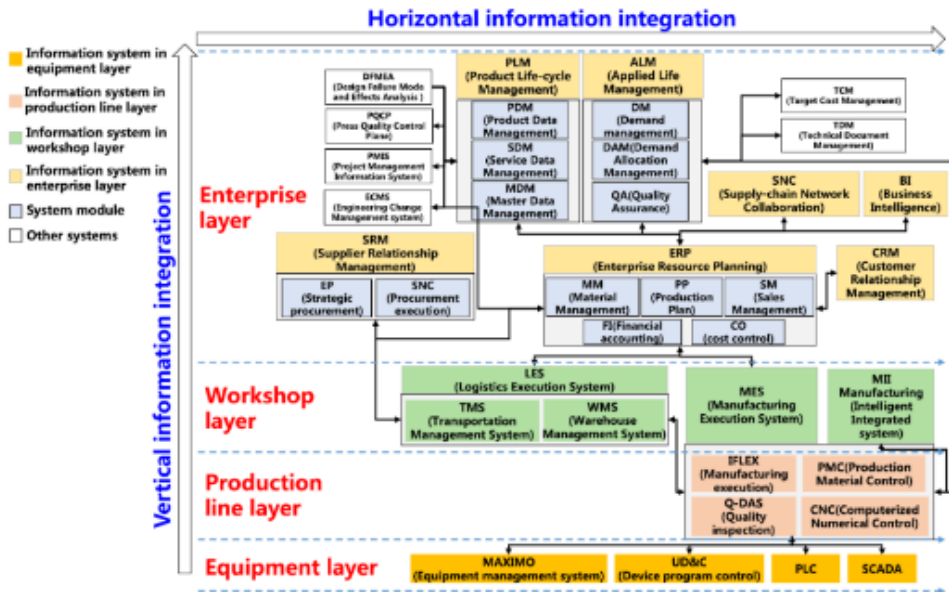 Horizontal information integration
Vertical information integration
Information system in
equipment layer
Information system in
production line layer
Information system in
workshop layer
Information system in
enterprise layer
System module
Other systems
Enterprise
layer
DFMEA
(Design Failure Mode
and Effects Analysis )
PQCP
(Press Quality Control
Plane)
PMIS
(Project Management
Information System)
ECMS
(Engineering Change
Management system)
PLM
(Product Life-cycle
Management)
PDM
(Product Data
Management)
SDM
(Service Data
Management)
MDM
(Master Data
Management)
ALM
(Applied Life
Management)
DM
(Demand
management)
DAM(Demand
Allocation
Management)
QA(Quality
Assurance)
TCM
(Target Cost Management)
TDM
(Technical Document
Management)
SNC
(Supply-chain Network
Collaboration)
BI
(Business
Intelligence)
SRM
(Supplier Relationship
Management)
EP
(Strategic
procurement)
SNC
(Procurement
execution)
ERP
(Enterprise Resource Planning)
MM
(Material
Management)
PP
(Production
Plan)
SM
(Sales
Management)
FI(Financial
accounting)
CO
(cost control)
CRM
(Customer
Relationship
Management)
Workshop
layer
LES
(Logistics Execution System)
TMS
(Transportation
Management System)
WMS
(Warehouse
Management System)
MES
(Manufacturing
Execution System)
MII
Manufacturing
(Intelligent
Integrated
system)
Production
line layer
IFLEX
(Manufacturing
execution)
PMC(Production
Material Control)
Q-DAS
(Quality
inspection)
CNC(Computerized
Numerical Control)
Equipment layer
MAXIMO
(Equipment management system)
UD&C
(Device program control)
PLC
SCADA